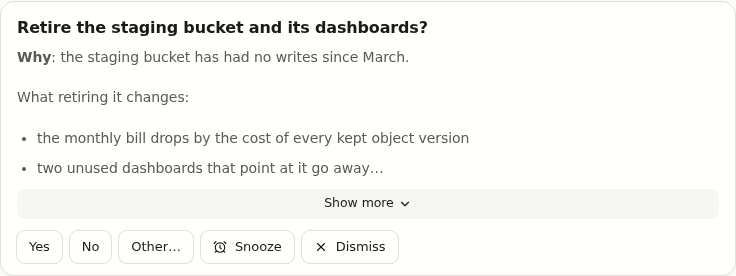 Retire the staging bucket and its dashboards?
Why: the staging bucket has had no writes since March.
What retiring it changes:
• the monthly bill drops by the cost of every kept object version
• two unused dashboards that point at it go away…
Show more
Yes No Other… Snooze Dismiss